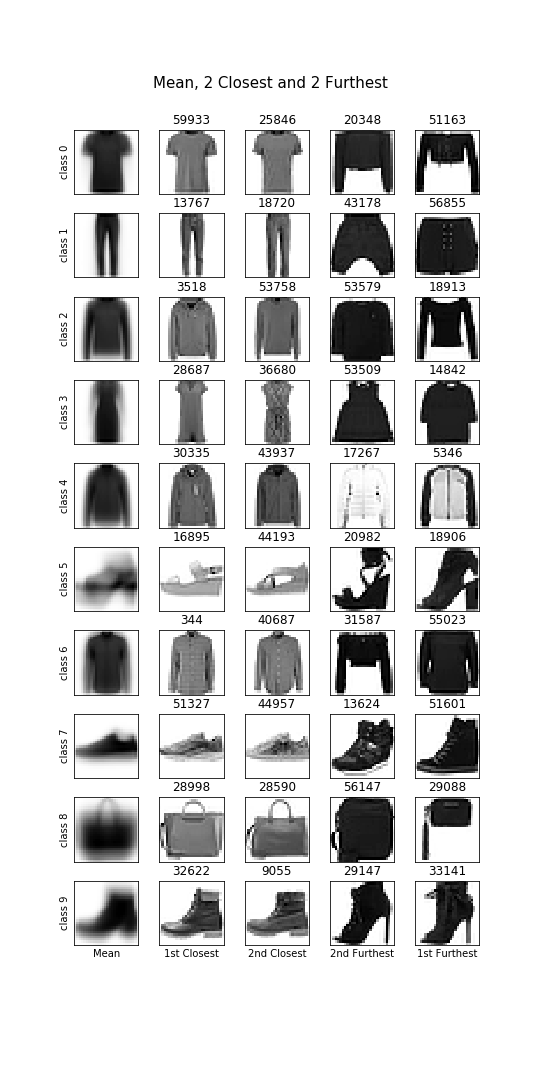 Mean, 2 Closest and 2 Furthest
59933 25846 20348 51163
class 0
13767 18720 43178 56855
class 1
3518 53758 53579 18913
class 2
28687 36680 53509 14842
class 3
30335 43937 17267 5346
class 4
16895 44193 20982 18906
class 5
344 40687 31587 55023
class 6
51327 44957 13624 51601
class 7
28998 28590 56147 29088
class 8
32622 9055 29147 33141
class 9
Mean 1st Closest 2nd Closest 2nd Furthest 1st Furthest